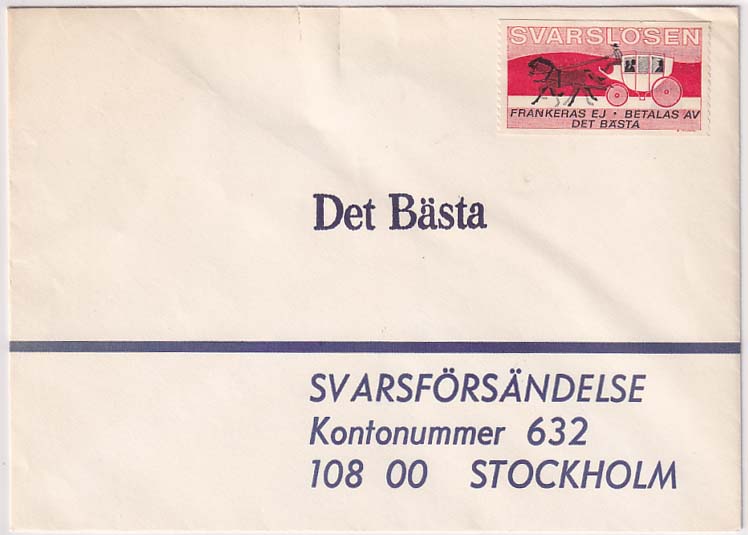 SVARSLÖSEN
FRANKERAS EJ · BETALAS AV
DET BÄSTA
Det Bästa
SVARSFÖRSÄNDELSE
Kontonummer 632
108 00 STOCKHOLM